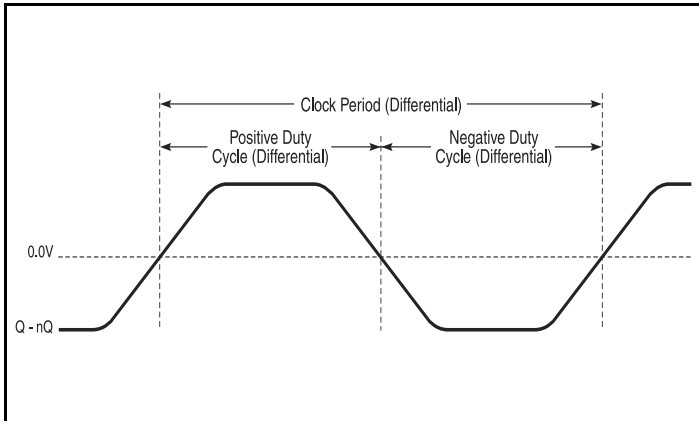 Clock Period (Differential)
Positive Duty
Cycle (Differential)
Negative Duty
Cycle (Differential)
0.0V
Q - nQ